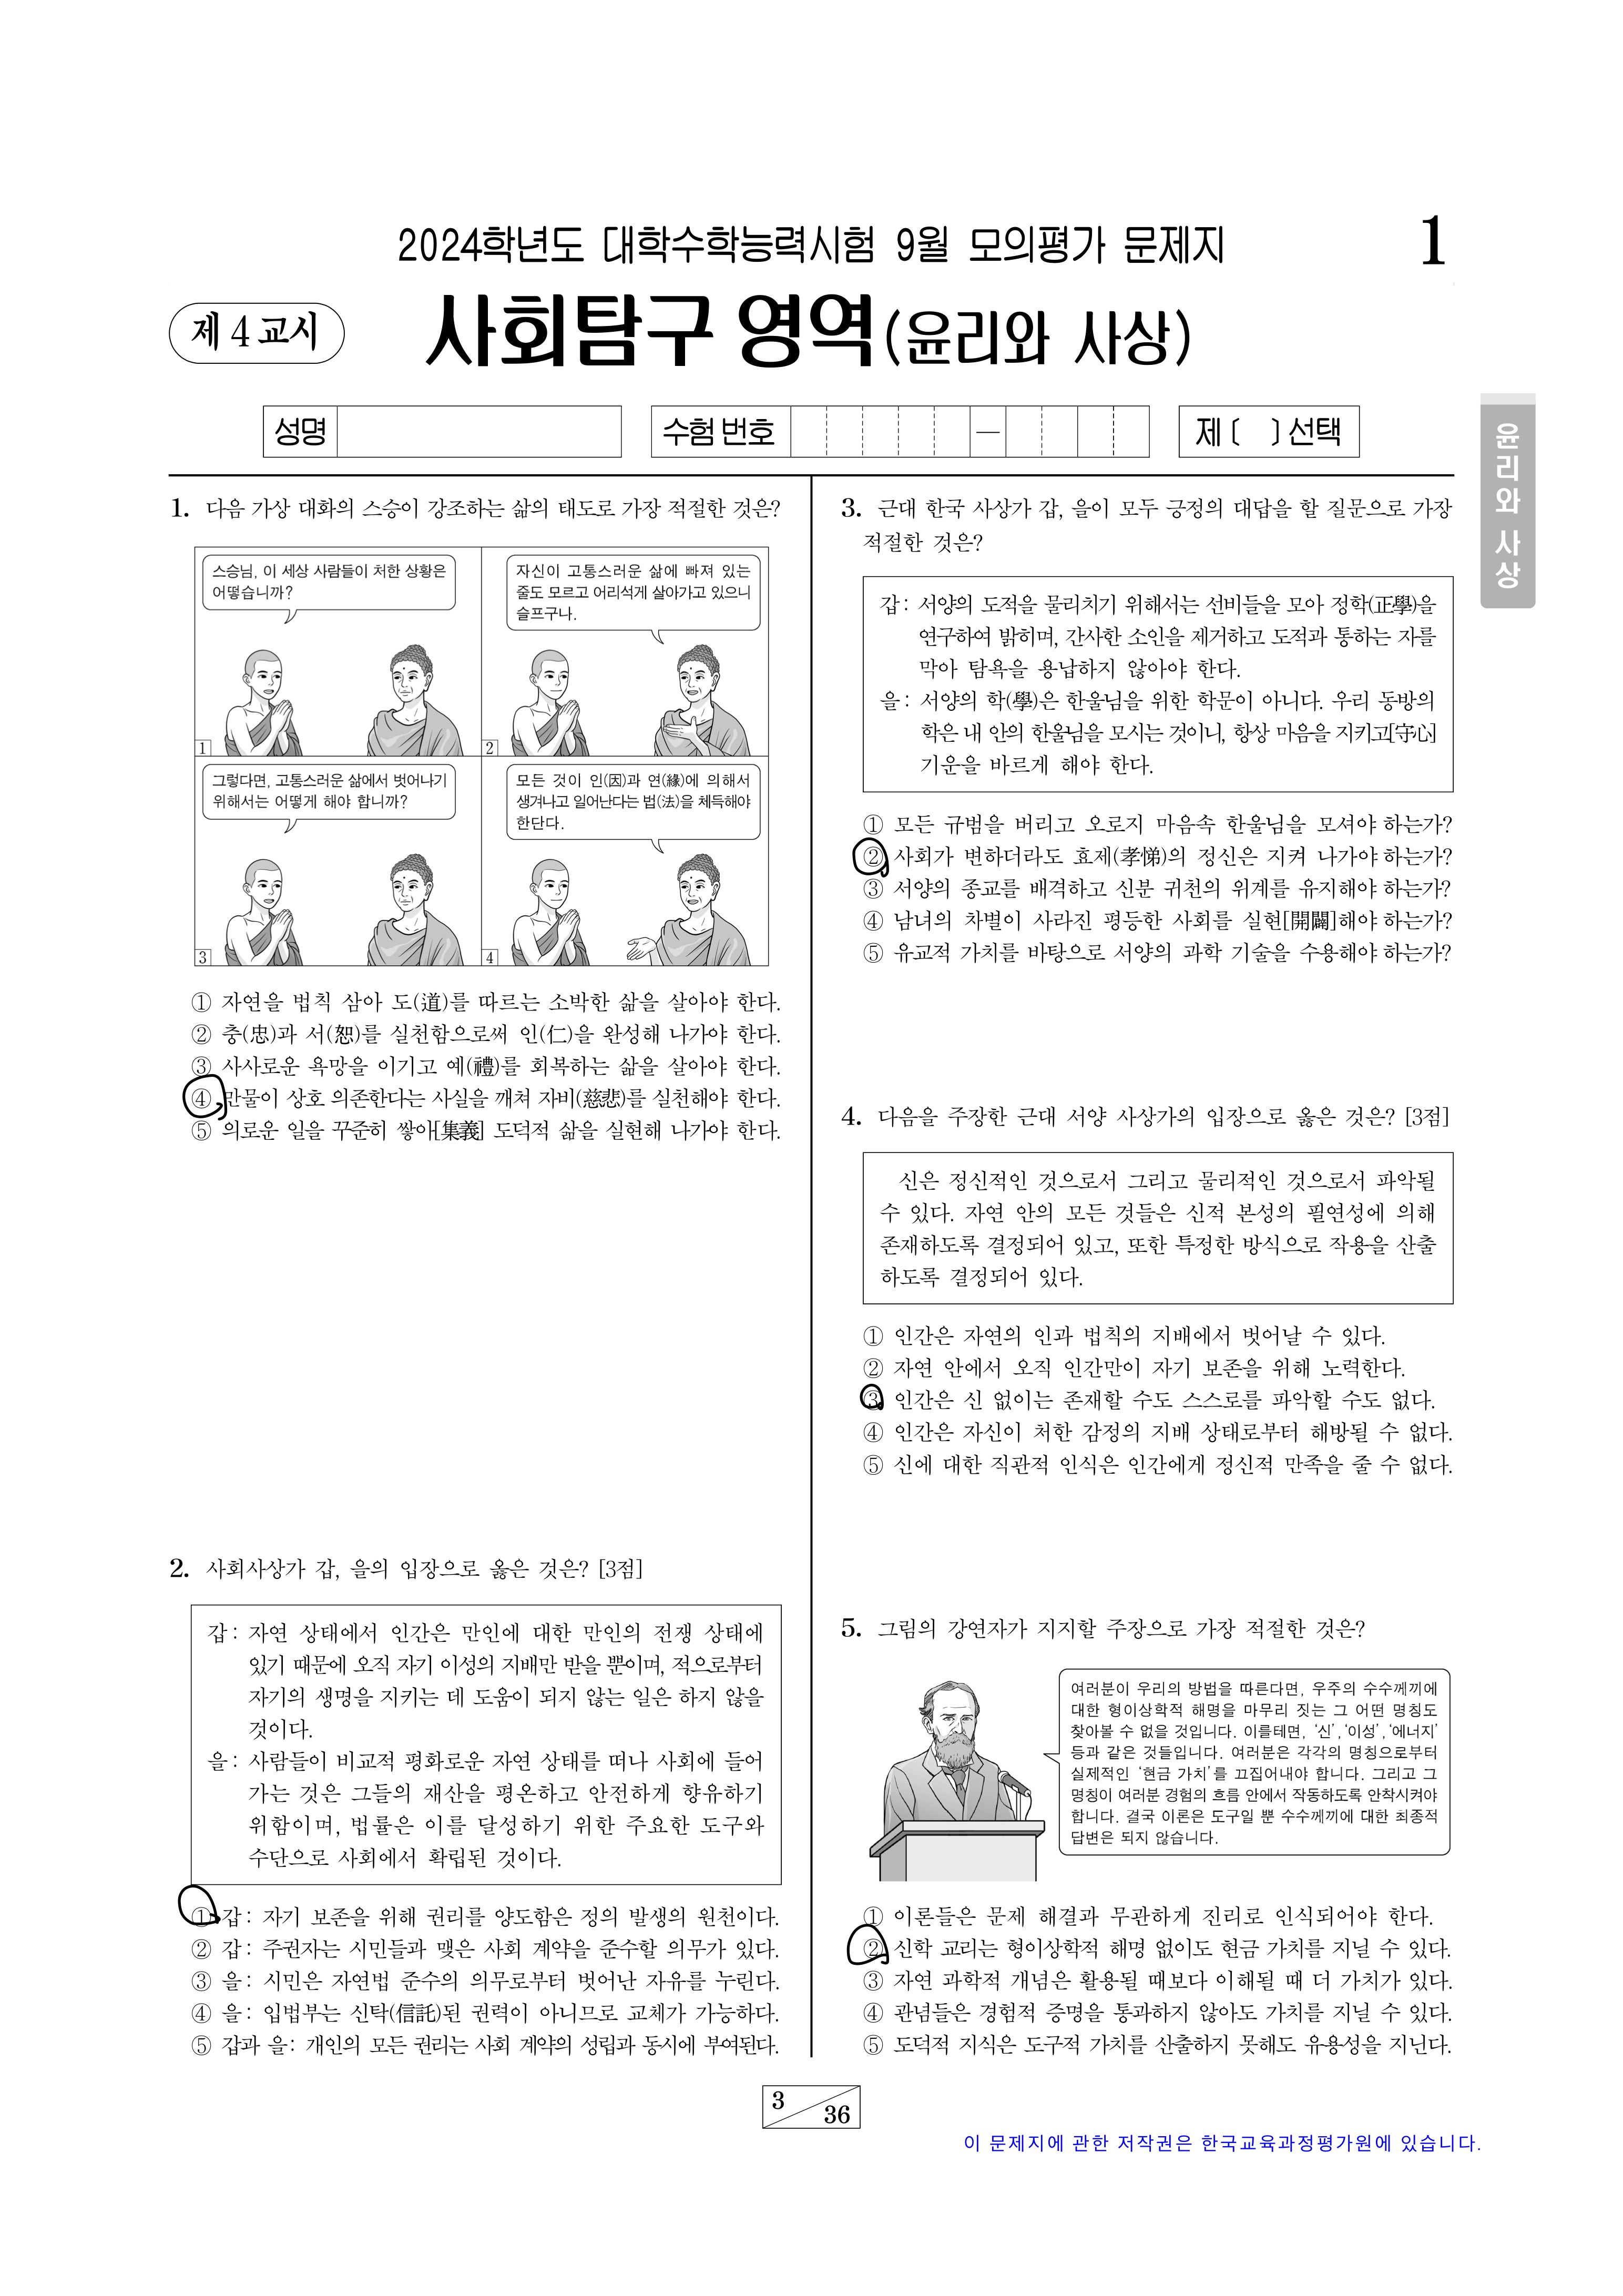 2024학년도 대학수학능력시험 9월 모의평가 문제지
1
제 4 교시
사회탐구 영역(윤리와 사상)
성명
수험 번호
—
제 ( ) 선택
윤리와 사상
1. 다음 가상 대화의 스승이 강조하는 삶의 태도로 가장 적절한 것은?
스승님, 이 세상 사람들이 처한 상황은
어떻습니까?
1
자신이 고통스러운 삶에 빠져 있는
줄도 모르고 어리석게 살아가고 있으니
슬프구나.
2
그렇다면, 고통스러운 삶에서 벗어나기
위해서는 어떻게 해야 합니까?
3
모든 것이 인(因)과 연(緣)에 의해서
생겨나고 일어난다는 법(法)을 체득해야
한단다.
4
① 자연을 법칙 삼아 도(道)를 따르는 소박한 삶을 살아야 한다.
② 충(忠)과 서(恕)를 실천함으로써 인(仁)을 완성해 나가야 한다.
③ 사사로운 욕망을 이기고 예(禮)를 회복하는 삶을 살아야 한다.
④ 만물이 상호 의존한다는 사실을 깨쳐 자비(慈悲)를 실천해야 한다.
⑤ 의로운 일을 꾸준히 쌓아[集義] 도덕적 삶을 실현해 나가야 한다.
2. 사회사상가 갑, 을의 입장으로 옳은 것은? [3점]
갑: 자연 상태에서 인간은 만인에 대한 만인의 전쟁 상태에
있기 때문에 오직 자기 이성의 지배만 받을 뿐이며, 적으로부터
자기의 생명을 지키는 데 도움이 되지 않는 일은 하지 않을
것이다.
을: 사람들이 비교적 평화로운 자연 상태를 떠나 사회에 들어
가는 것은 그들의 재산을 평온하고 안전하게 향유하기
위함이며, 법률은 이를 달성하기 위한 주요한 도구와
수단으로 사회에서 확립된 것이다.
① 갑: 자기 보존을 위해 권리를 양도함은 정의 발생의 원천이다.
② 갑: 주권자는 시민들과 맺은 사회 계약을 준수할 의무가 있다.
③ 을: 시민은 자연법 준수의 의무로부터 벗어난 자유를 누린다.
④ 을: 입법부는 신탁(信託)된 권력이 아니므로 교체가 가능하다.
⑤ 갑과 을: 개인의 모든 권리는 사회 계약의 성립과 동시에 부여된다.
3. 근대 한국 사상가 갑, 을이 모두 긍정의 대답을 할 질문으로 가장
적절한 것은?
갑: 서양의 도적을 물리치기 위해서는 선비들을 모아 정학(正學)을
연구하여 밝히며, 간사한 소인을 제거하고 도적과 통하는 자를
막아 탐욕을 용납하지 않아야 한다.
을: 서양의 학(學)은 한울님을 위한 학문이 아니다. 우리 동방의
학은 내 안의 한울님을 모시는 것이니, 항상 마음을 지키고[守心]
기운을 바르게 해야 한다.
① 모든 규범을 버리고 오로지 마음속 한울님을 모셔야 하는가?
② 사회가 변하더라도 효제(孝悌)의 정신은 지켜 나가야 하는가?
③ 서양의 종교를 배격하고 신분 귀천의 위계를 유지해야 하는가?
④ 남녀의 차별이 사라진 평등한 사회를 실현[開闢]해야 하는가?
⑤ 유교적 가치를 바탕으로 서양의 과학 기술을 수용해야 하는가?
4. 다음을 주장한 근대 서양 사상가의 입장으로 옳은 것은? [3점]
신은 정신적인 것으로서 그리고 물리적인 것으로서 파악될
수 있다. 자연 안의 모든 것들은 신적 본성의 필연성에 의해
존재하도록 결정되어 있고, 또한 특정한 방식으로 작용을 산출
하도록 결정되어 있다.
① 인간은 자연의 인과 법칙의 지배에서 벗어날 수 있다.
② 자연 안에서 오직 인간만이 자기 보존을 위해 노력한다.
③ 인간은 신 없이는 존재할 수도 스스로를 파악할 수도 없다.
④ 인간은 자신이 처한 감정의 지배 상태로부터 해방될 수 없다.
⑤ 신에 대한 직관적 인식은 인간에게 정신적 만족을 줄 수 없다.
5. 그림의 강연자가 지지할 주장으로 가장 적절한 것은?
여러분이 우리의 방법을 따른다면, 우주의 수수께끼에
대한 형이상학적 해명을 마무리 짓는 그 어떤 명칭도
찾아볼 수 없을 것입니다. 이를테면, ‘신’, ‘이성’, ‘에너지’
등과 같은 것들입니다. 여러분은 각각의 명칭으로부터
실제적인 ‘현금 가치’를 끄집어내야 합니다. 그리고 그
명칭이 여러분 경험의 흐름 안에서 작동하도록 안착시켜야
합니다. 결국 이론은 도구일 뿐 수수께끼에 대한 최종적
답변은 되지 않습니다.
① 이론들은 문제 해결과 무관하게 진리로 인식되어야 한다.
② 신학 교리는 형이상학적 해명 없이도 현금 가치를 지닐 수 있다.
③ 자연 과학적 개념은 활용될 때보다 이해될 때 더 가치가 있다.
④ 관념들은 경험적 증명을 통과하지 않아도 가치를 지닐 수 있다.
⑤ 도덕적 지식은 도구적 가치를 산출하지 못해도 유용성을 지닌다.
3
36
이 문제지에 관한 저작권은 한국교육과정평가원에 있습니다.